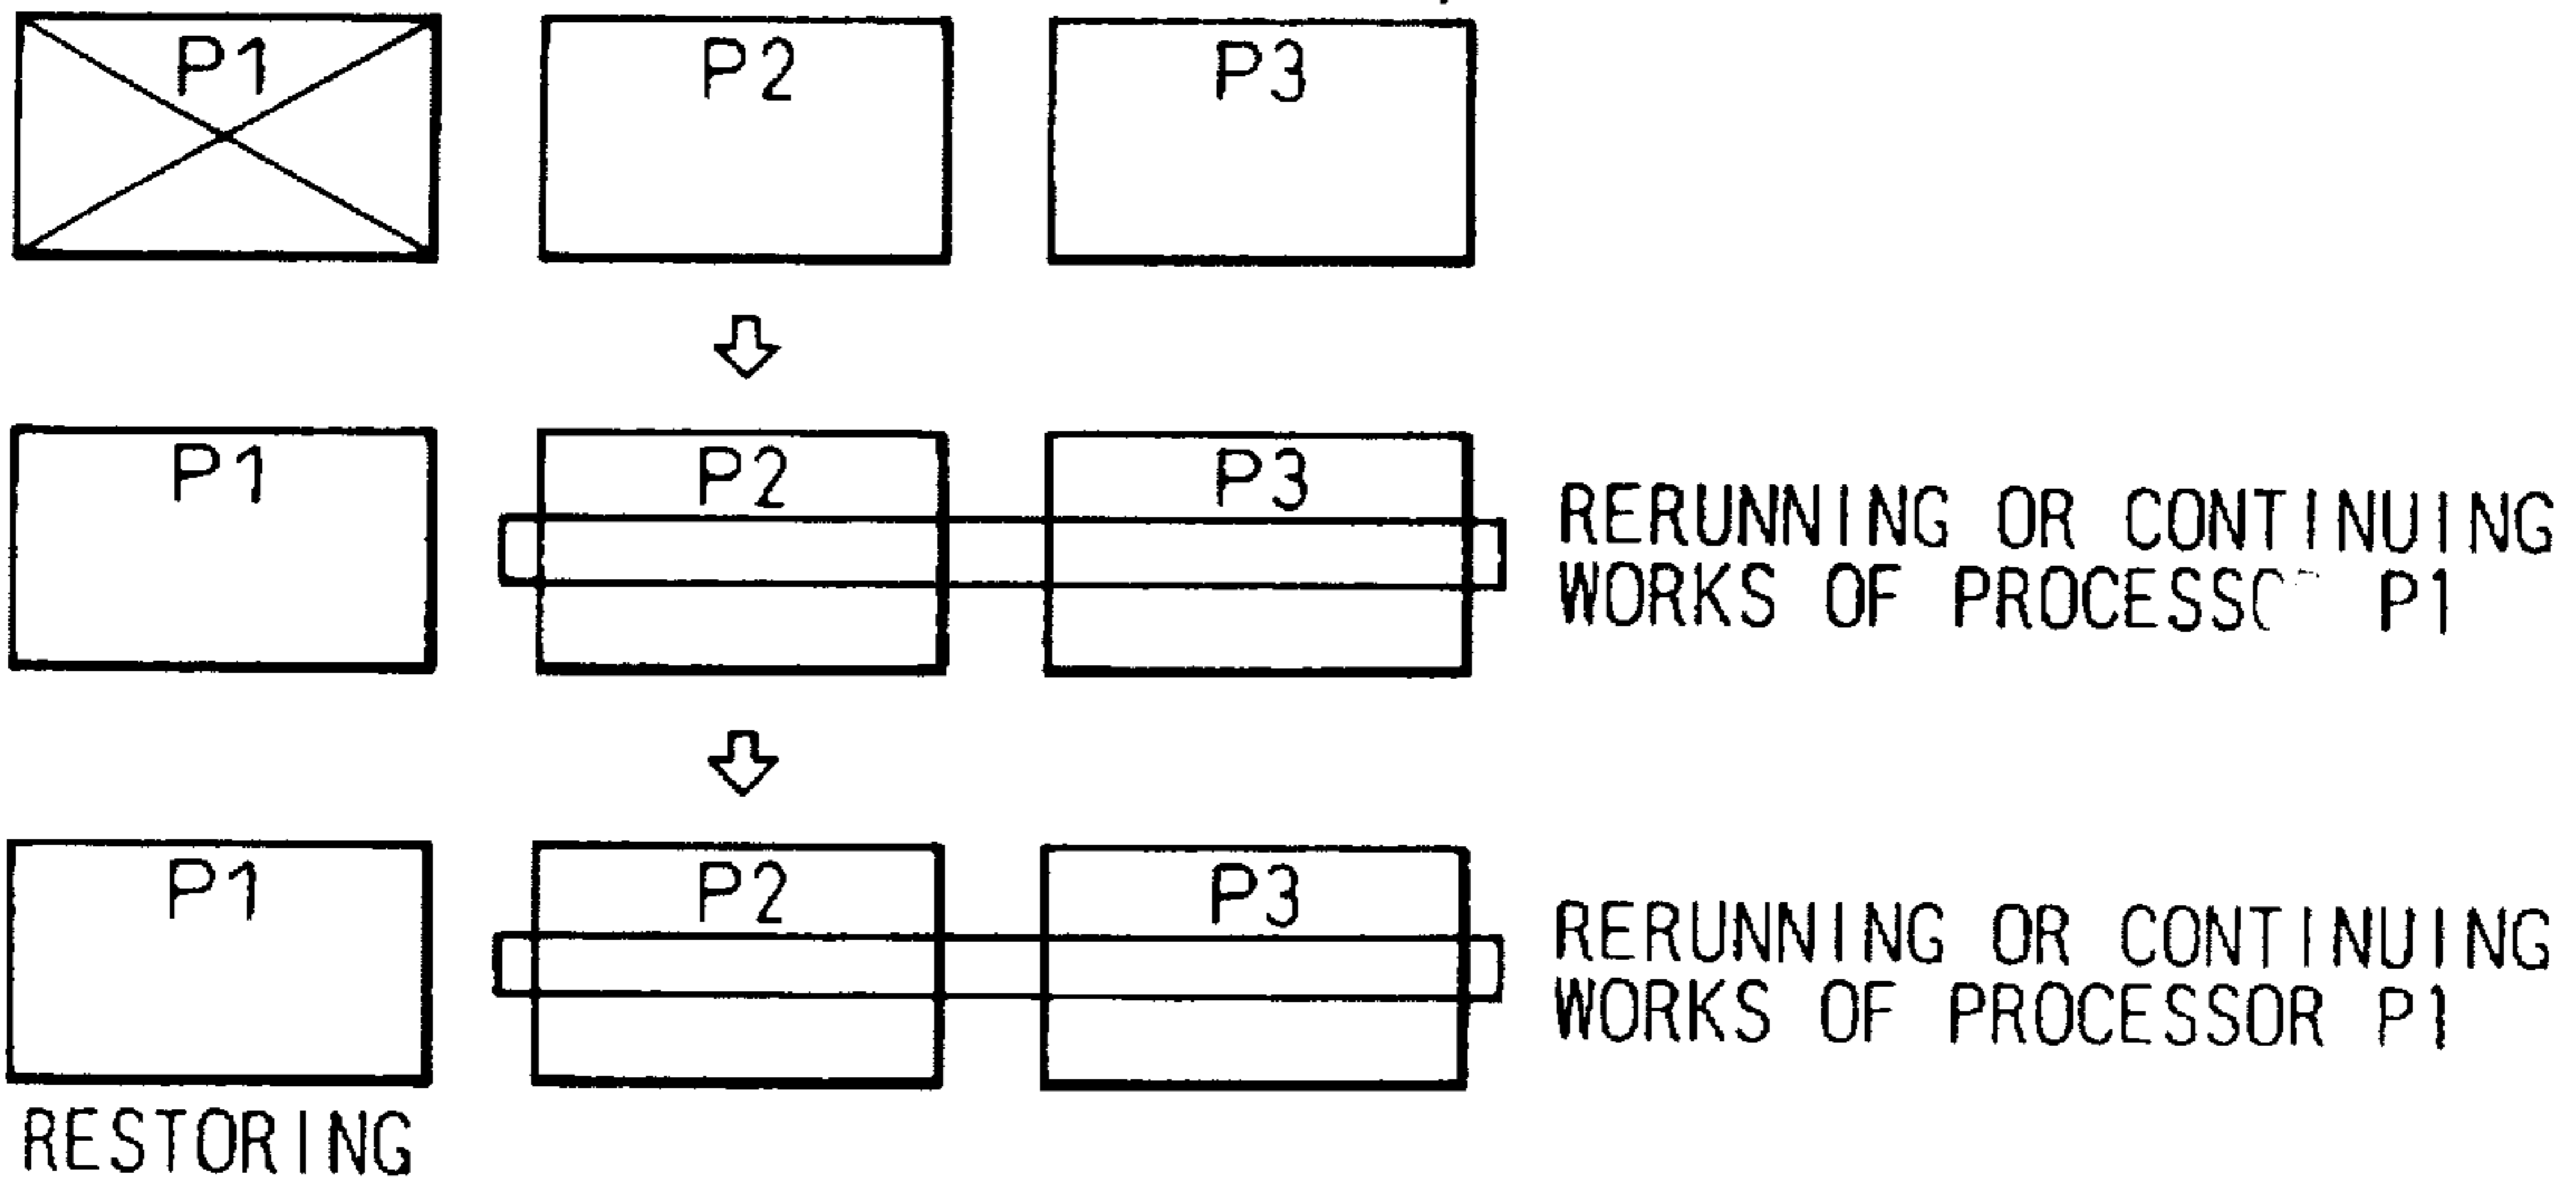 P1 P2 P3
P1 P2 P3
RERUNNING OR CONTINUING
WORKS OF PROCESSOR P1
P1 P2 P3
RERUNNING OR CONTINUING
WORKS OF PROCESSOR P1
RESTORING